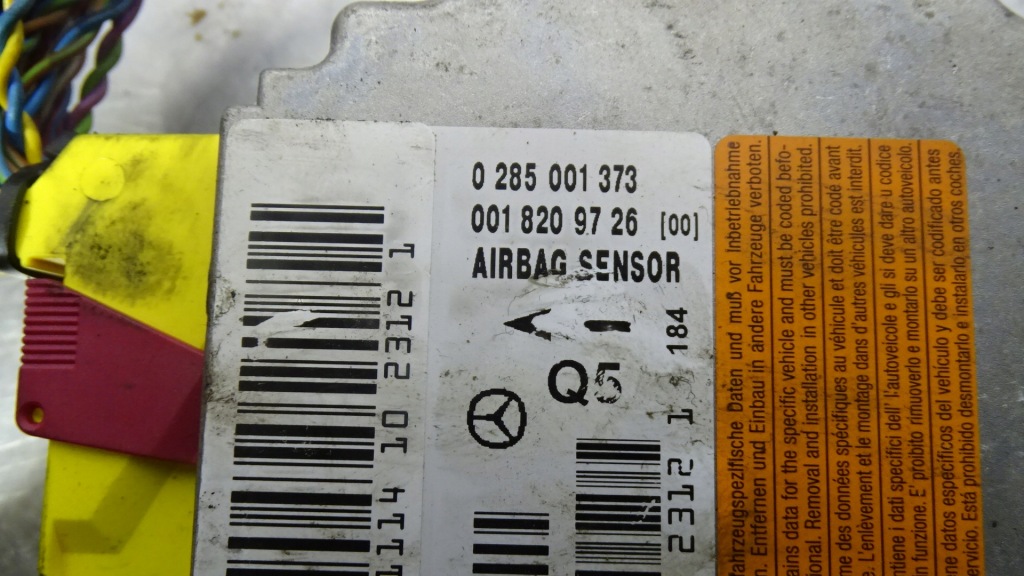 0 285 001 373
001 820 97 26 [00]
AIRBAG SENSOR
Q5
184
2312 1
1114 10 2312 1
fahrzeugspezifische Daten und muß vor Inbetriebnahme
n. Entfernen und Einbau in andere Fahrzeuge verboten.
ains data for the specific vehicle and must be coded befo-
ional. Removal and installation in other vehicles prohibited.
me des données spécifiques au véhicule et doit être codé avant
e. L'enlèvement et le montage dans d'autres véhicules est interdit.
ntiene i dati specifici dell' l'autoveicole e gli si deve dare u codice
n funzione. E' proibito rimuoverlo e montarlo su un altro autoveicolo.
ne datos específicos del vehículo y debe ser codificado antes
ervicio. Está prohibido desmontarlo e instalarlo en otros coches